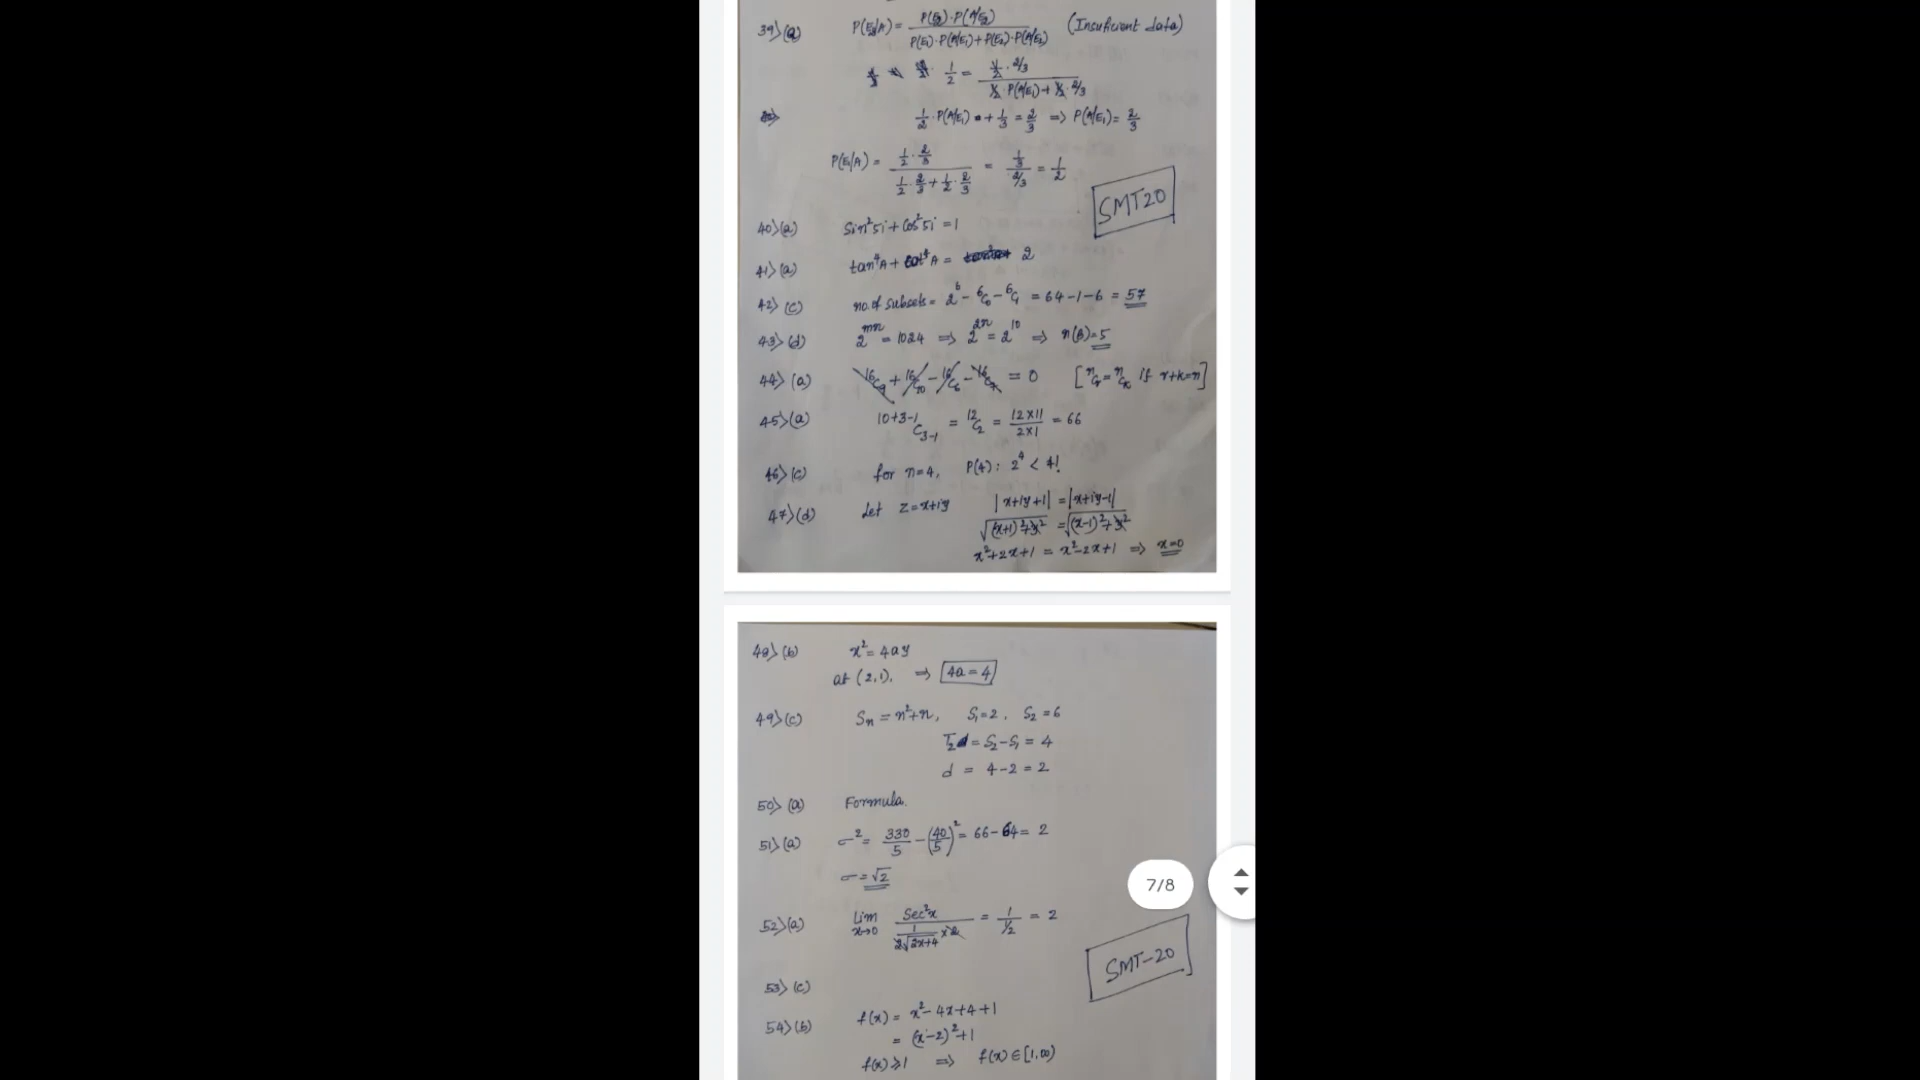 39) (a) P(E2/A) = P(E2)·P(A/E2) / P(E1)·P(A/E1)+P(E2)·P(A/E2) (Insuficient data)
1/2 = 1/2·2/3 / 1/2·P(A/E1)+1/2·2/3
1/2·P(A/E1) + 1/3 = 2/3 => P(A/E1) = 2/3
P(E1/A) = 1/2·2/3 / 1/2·2/3+1/2·2/3 = 1/3 / 2/3 = 1/2
SMT20
40) (a) Sin²5i + Cos²5i = 1
41) (a) tan⁴A + cot⁴A = 2
42) (c) no. of subsets = 2⁶ - ⁶C₀ - ⁶C₁ = 64-1-6 = 57
43) (d) 2^mn = 1024 => 2^2n = 2^10 => n(B)=5
44) (a) ¹⁶C₉ + ¹⁶C₁₀ - ¹⁶C₆ - ¹⁶C₇ = 0 [ⁿCᵣ = ⁿCₖ if r+k=n]
45) (a) 10+3-1 C 3-1 = ¹²C₂ = 12×11 / 2×1 = 66
46) (c) for n=4, P(4): 2⁴ < 4!
47) (d) Let Z = x+iy |x+iy+1| = |x+iy-1|
√(x+1)²+y² = √(x-1)²+y²
x²+2x+1 = x²-2x+1 => x=0
48) (b) x² = 4ay
at (2,1). => 4a = 4
49) (c) Sn = n²+n, S₁=2, S₂=6
T₂ = S₂-S₁ = 4
d = 4-2 = 2
50) (a) Formula.
51) (a) σ² = 330/5 - (40/5)² = 66-64 = 2
σ = √2
7/8
52) (a) Lim x→0 Sec²x / 1/2√2x+4 ×2 = 1 / 1/2 = 2
SMT-20
53) (c)
54) (b) f(x) = x²-4x+4+1
= (x-2)²+1
f(x)≥1 => f(x)∈[1,∞)